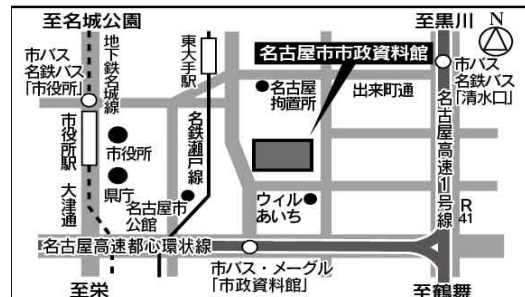 至名城公園
至黒川
N
市バス
名鉄バス
「市役所」
地下鉄名城線
東大手駅
名古屋市市政資料館
市バス
名鉄バス
「清水口」
名古屋
拘置所
出来町通
市役所駅
市役所
県庁
名鉄瀬戸線
名古屋高速1号線
大津通
名古屋市
公館
ウィル
あいち
R
41
名古屋高速都心環状線
市バス・メーグル
「市政資料館」
至栄
至鶴舞